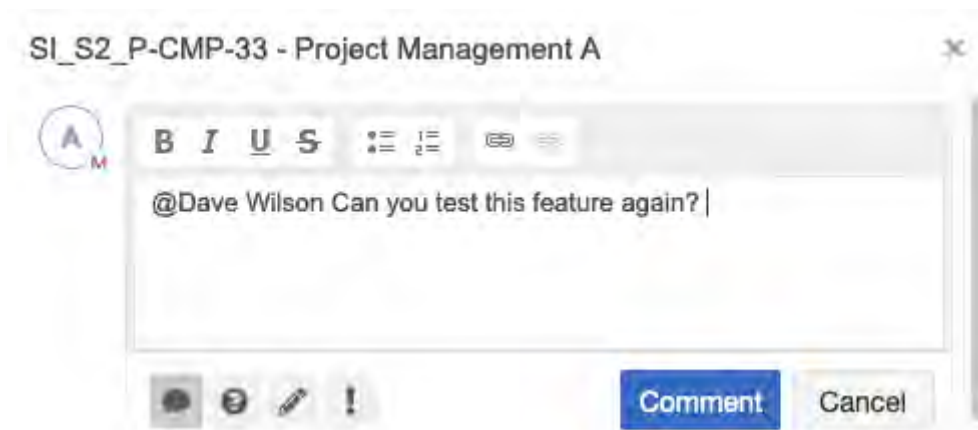 SI_S2_P-CMP-33 - Project Management A
A
M
B I U S
@Dave Wilson Can you test this feature again?
Comment Cancel